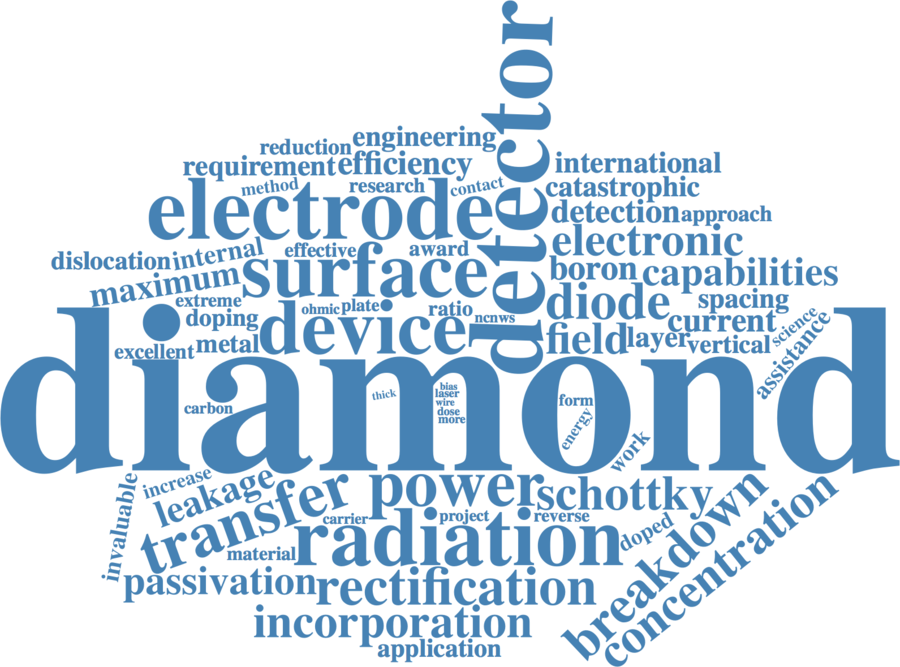 detector
engineering
reduction
requirement
efficiency
international
method
research
contact
catastrophic
electrode
detection
approach
electronic
dislocation
internal
effective
award
surface
boron
capabilities
maximum
extreme
ohmic
plate
ratio
ncnws
diode
spacing
doping
device
current
science
excellent
metal
field
layer
vertical
assistance
diamond
carbon
thick
bias
laser
wire
dose
more
form
energy
work
increase
leakage
invaluable
transfer
power
schottky
breakdown
concentration
carrier
project
reverse
doped
radiation
material
passivation
rectification
incorporation
application